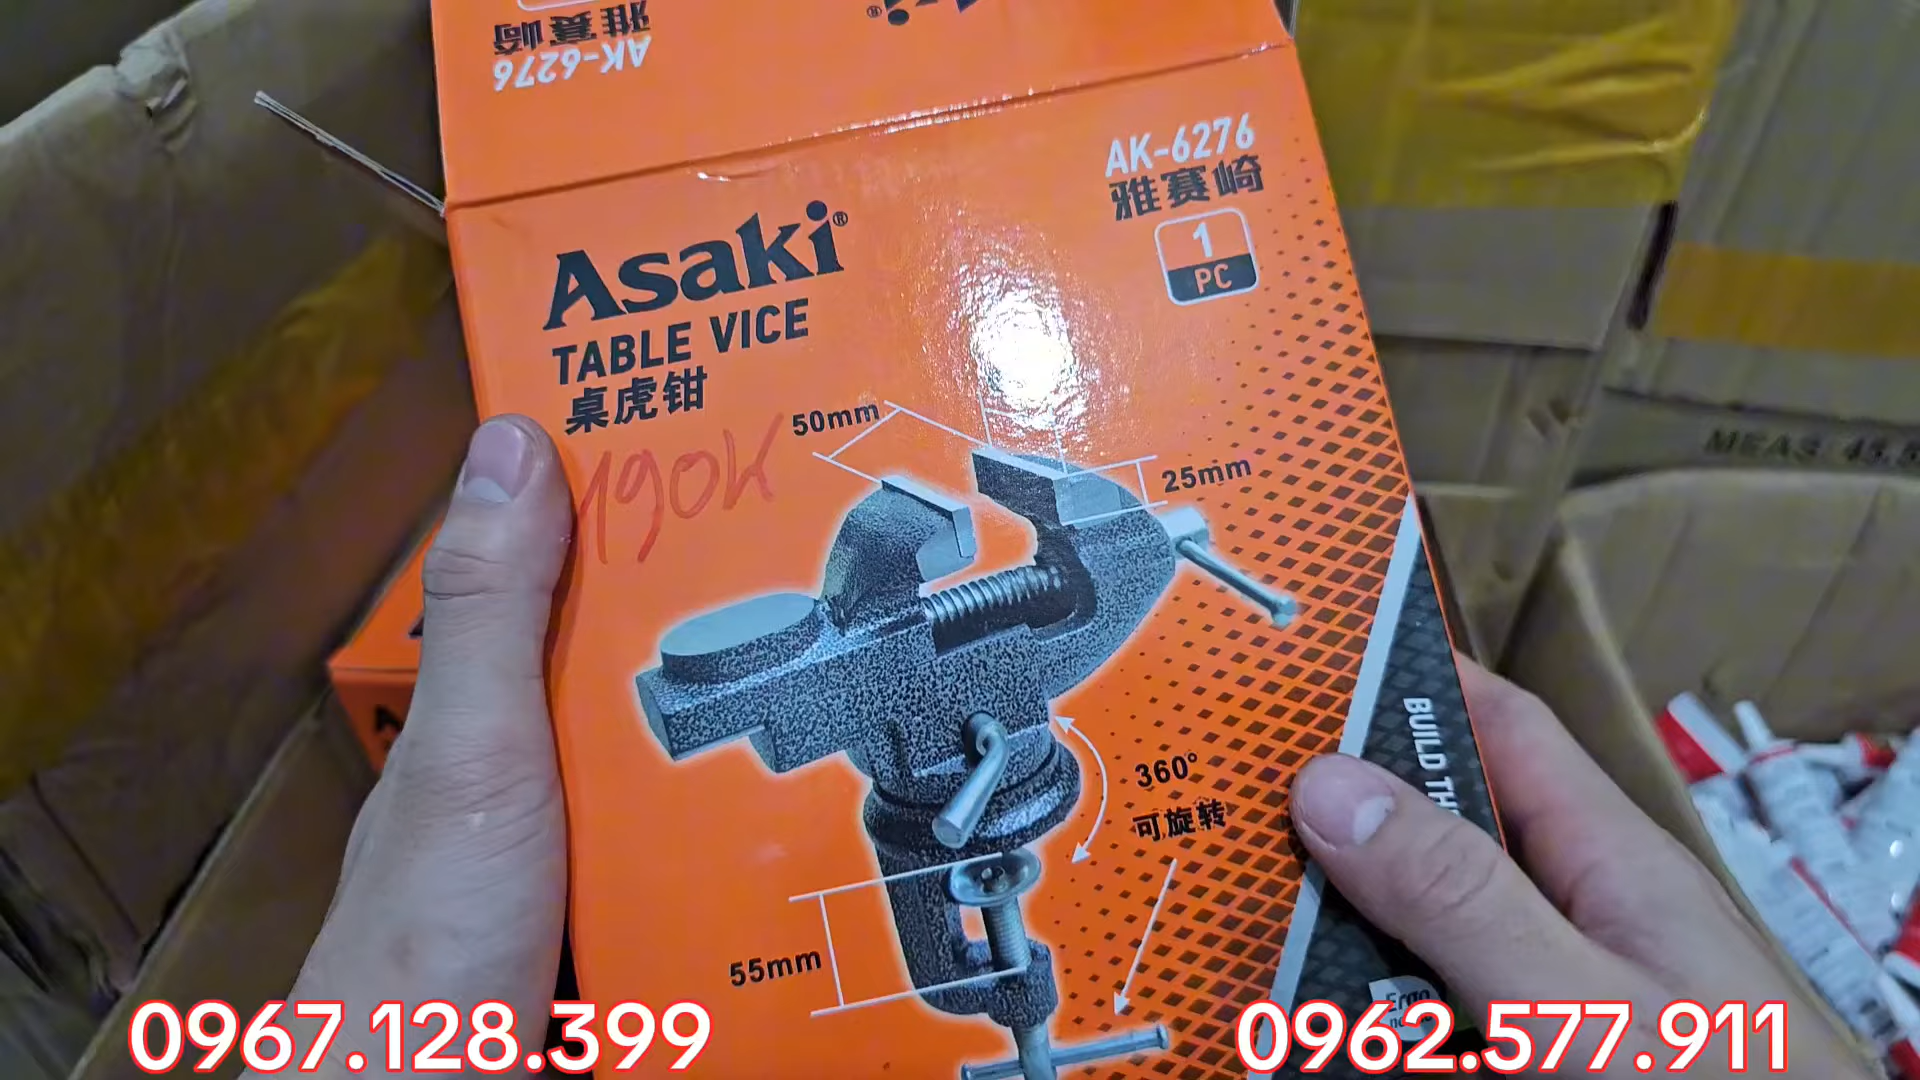 雅赛崎
AK-6276
AK-6276
雅赛崎
1
PC
Asaki®
TABLE VICE
桌虎钳
190K
50mm
25mm
360°
可旋转
55mm
BUILD
MEAS
0967.128.399
0962.577.911